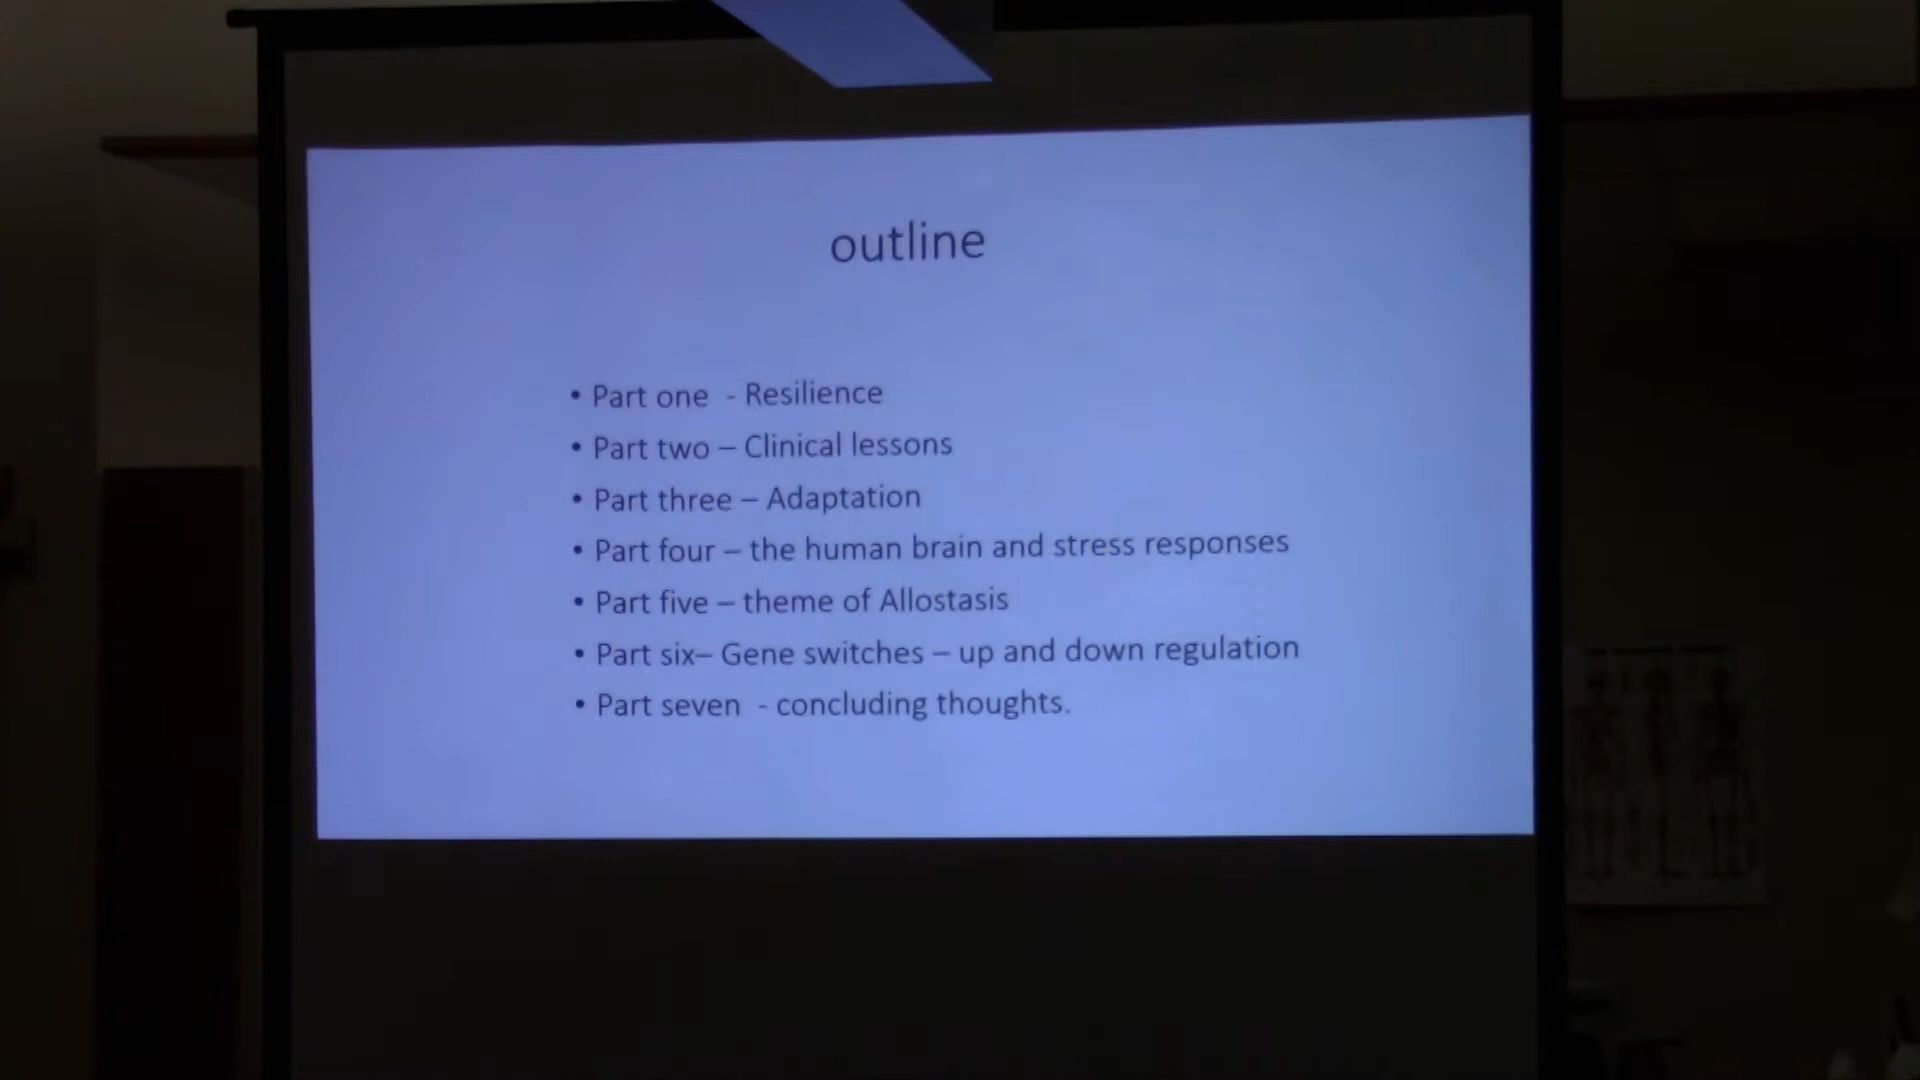 outline
• Part one  - Resilience
• Part two – Clinical lessons
• Part three – Adaptation
• Part four – the human brain and stress responses
• Part five – theme of Allostasis
• Part six– Gene switches – up and down regulation
• Part seven  - concluding thoughts.